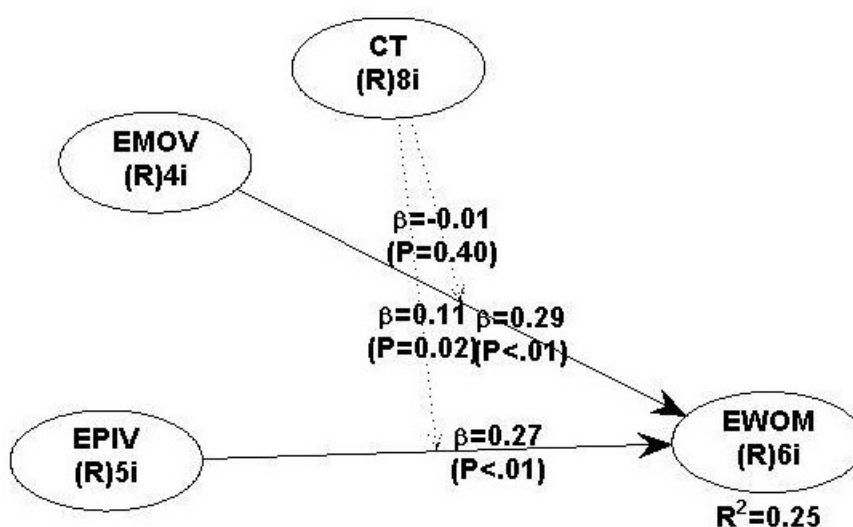 CT
(R)8i
EMOV
(R)4i
β=-0.01
(P=0.40)
β=0.11
(P=0.02)
β=0.29
(P<.01)
EPIV
(R)5i
β=0.27
(P<.01)
EWOM
(R)6i
R²=0.25